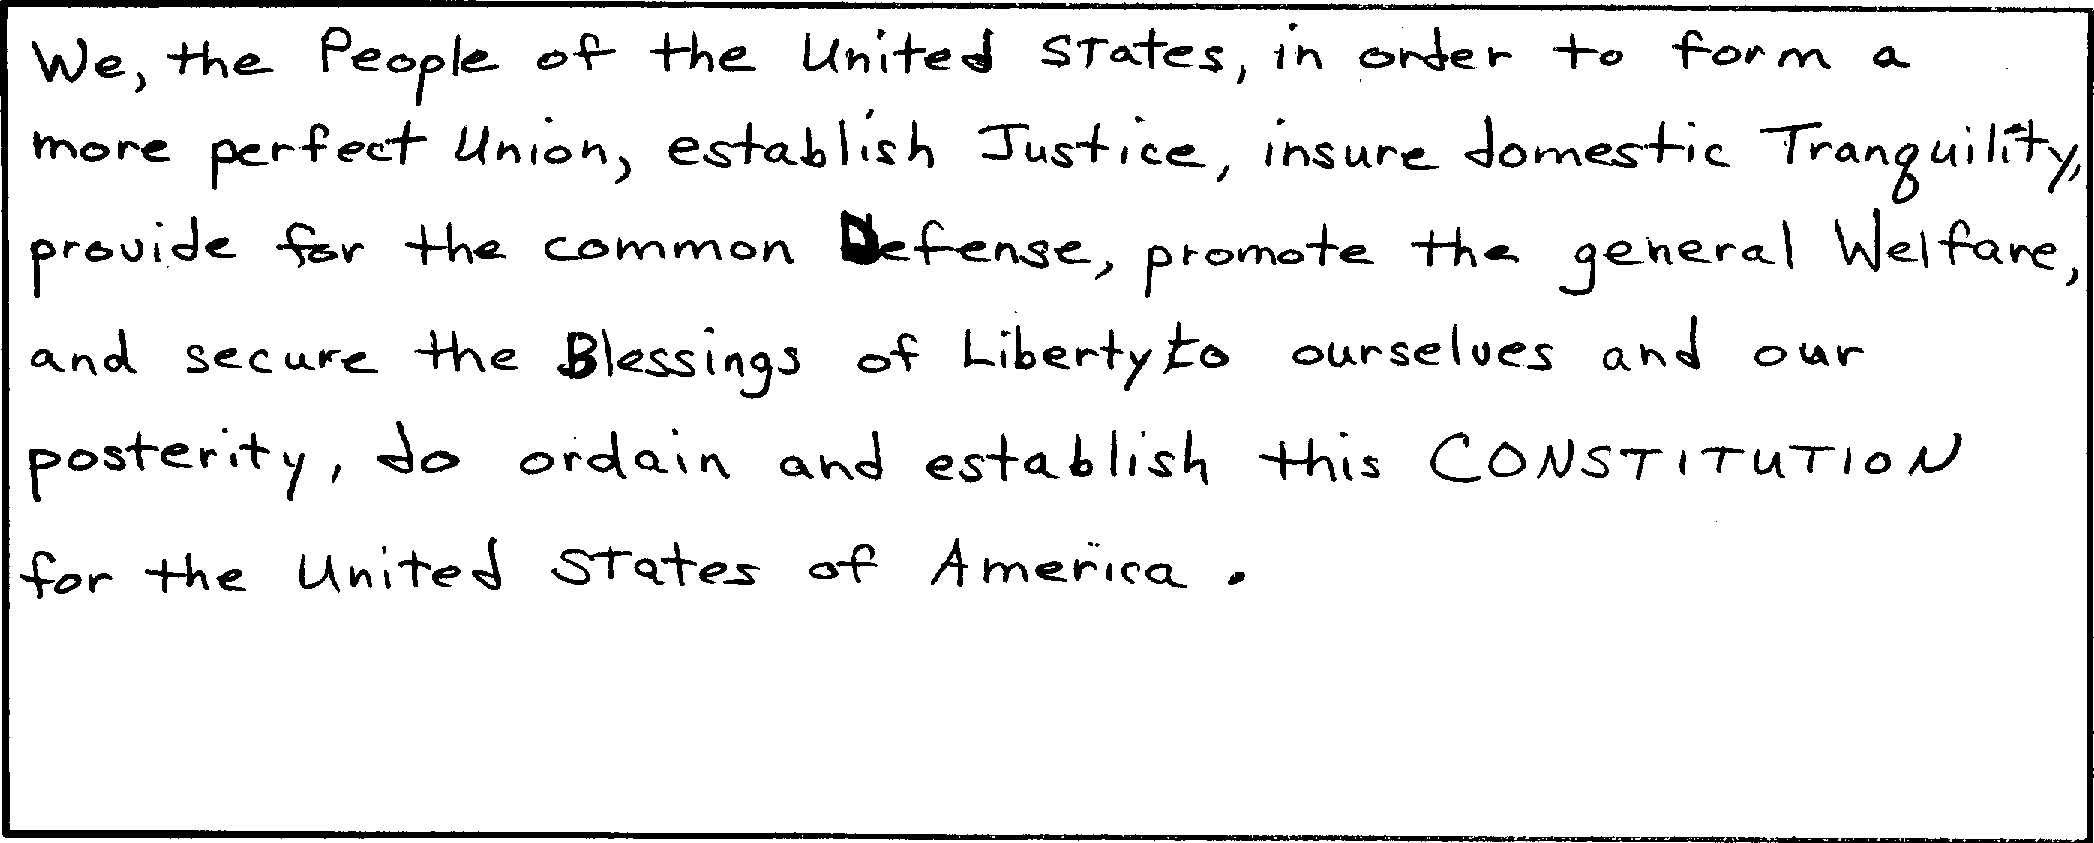 We, the People of the United States, in order to form a
more perfect Union, establish Justice, insure domestic Tranquility,
provide for the common Defense, promote the general Welfare,
and secure the Blessings of Liberty to ourselves and our
posterity, do ordain and establish this CONSTITUTION
for the United States of America.